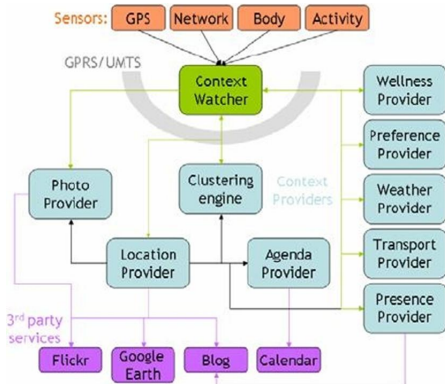 Sensors:
GPS
Network
Body
Activity
GPRS/UMTS
Context
Watcher
Wellness
Provider
Preference
Provider
Photo
Provider
Clustering
engine
Context
Providers
Weather
Provider
Location
Provider
Agenda
Provider
Transport
Provider
Presence
Provider
3rd party
services
Flickr
Google
Earth
Blog
Calendar